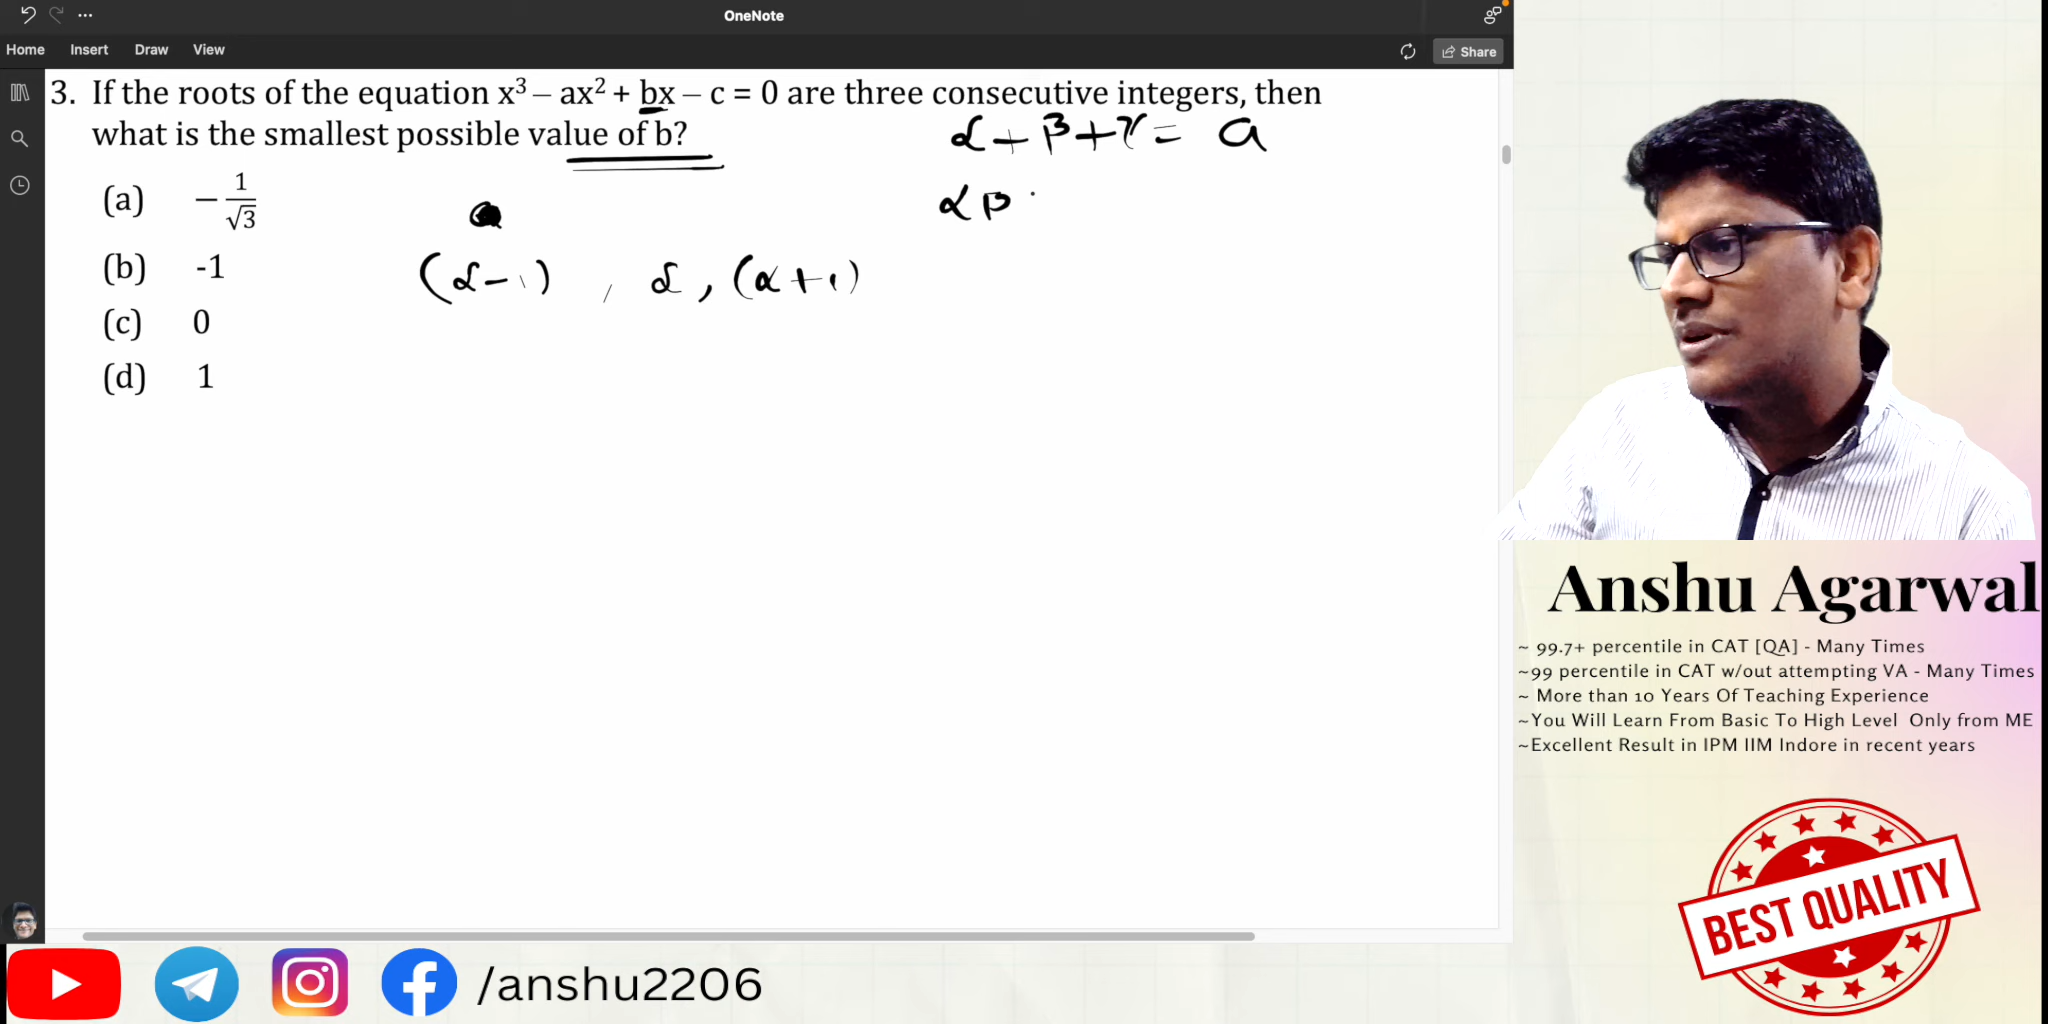 OneNote
Home Insert Draw View
Share
3. If the roots of the equation x³ – ax² + bx – c = 0 are three consecutive integers, then
what is the smallest possible value of b?
α + β + γ = a
αβ
(a) – 1/√3
(α – 1) , α , (α + 1)
(b) -1
(c) 0
(d) 1
Anshu Agarwal
~ 99.7+ percentile in CAT [QA] - Many Times
~99 percentile in CAT w/out attempting VA - Many Times
~ More than 10 Years Of Teaching Experience
~You Will Learn From Basic To High Level Only from ME
~Excellent Result in IPM IIM Indore in recent years
BEST QUALITY
/anshu2206